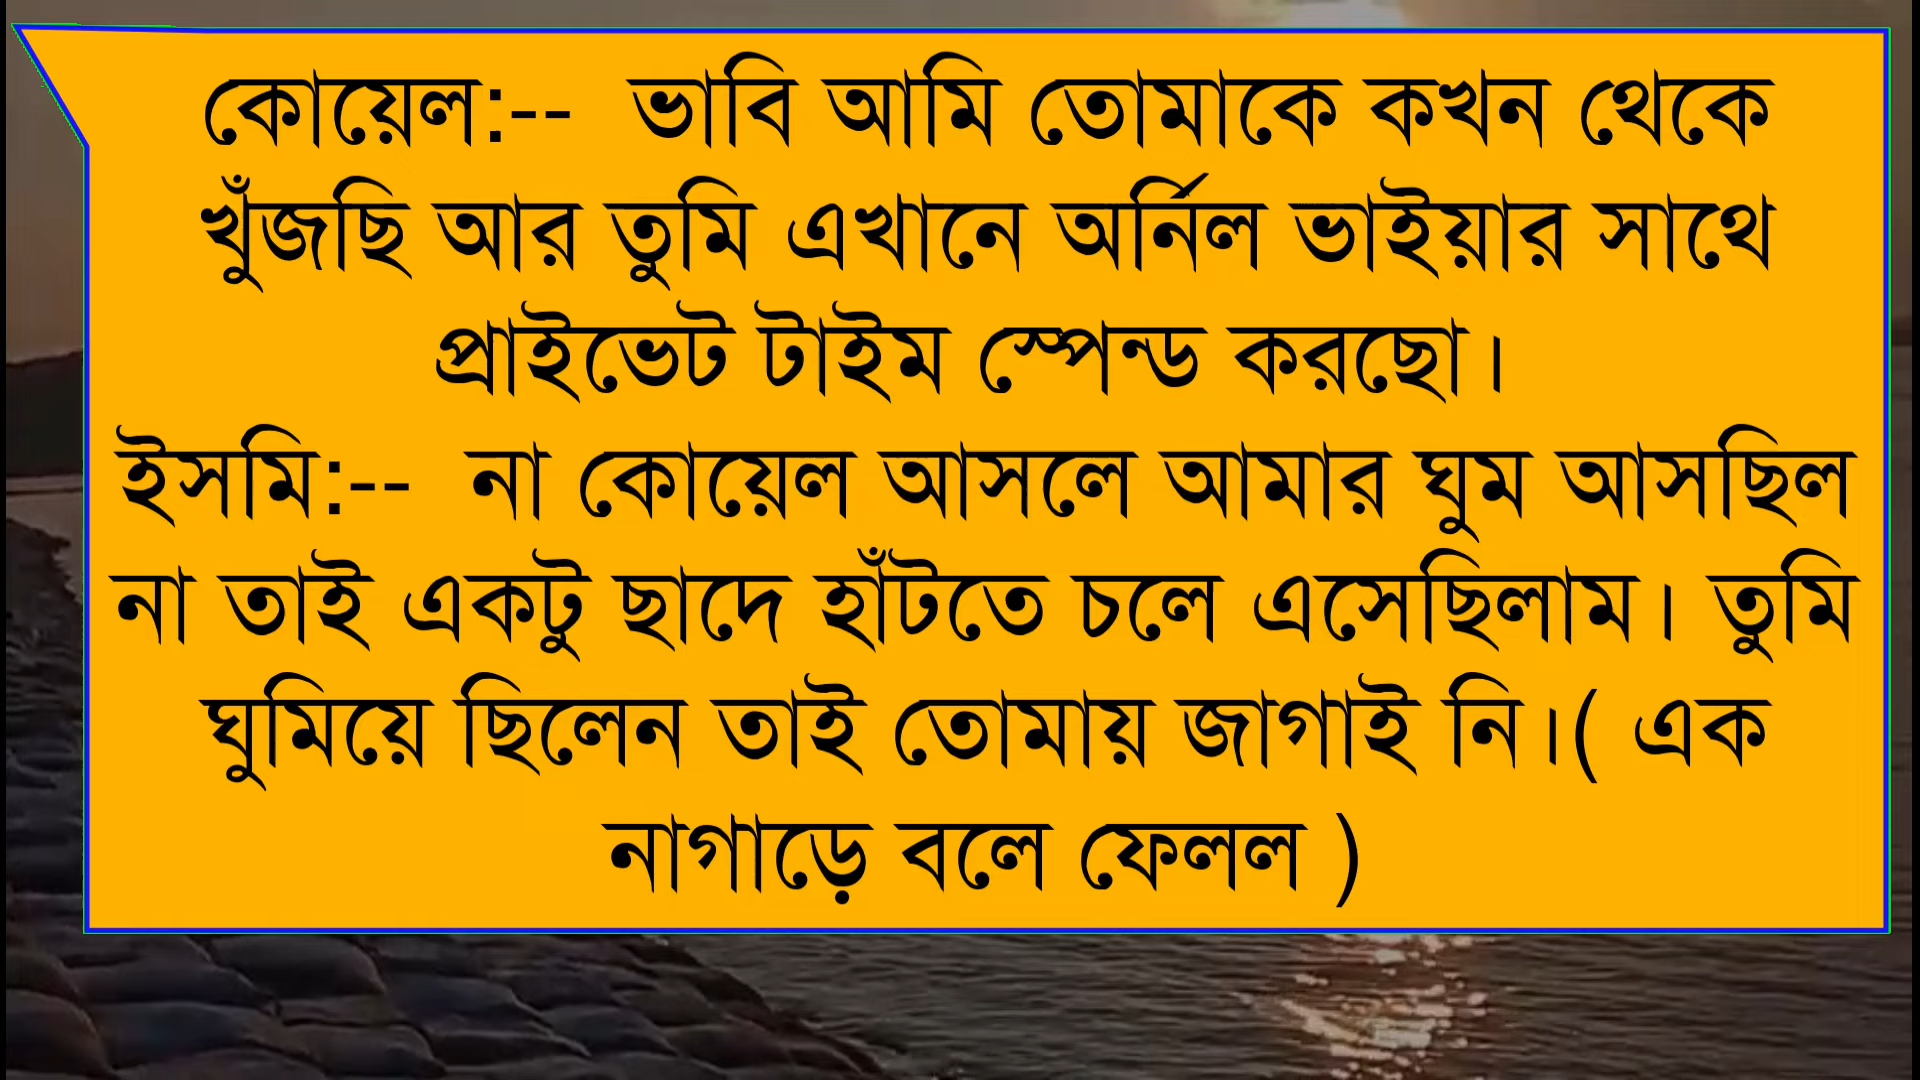 কোয়েল:-- ভাবি আমি তোমাকে কখন থেকে
খুঁজছি আর তুমি এখানে অর্নিল ভাইয়ার সাথে
প্রাইভেট টাইম স্পেন্ড করছো।
ইসমি:-- না কোয়েল আসলে আমার ঘুম আসছিল
না তাই একটু ছাদে হাঁটতে চলে এসেছিলাম। তুমি
ঘুমিয়ে ছিলেন তাই তোমায় জাগাই নি।( এক
নাগাড়ে বলে ফেলল )